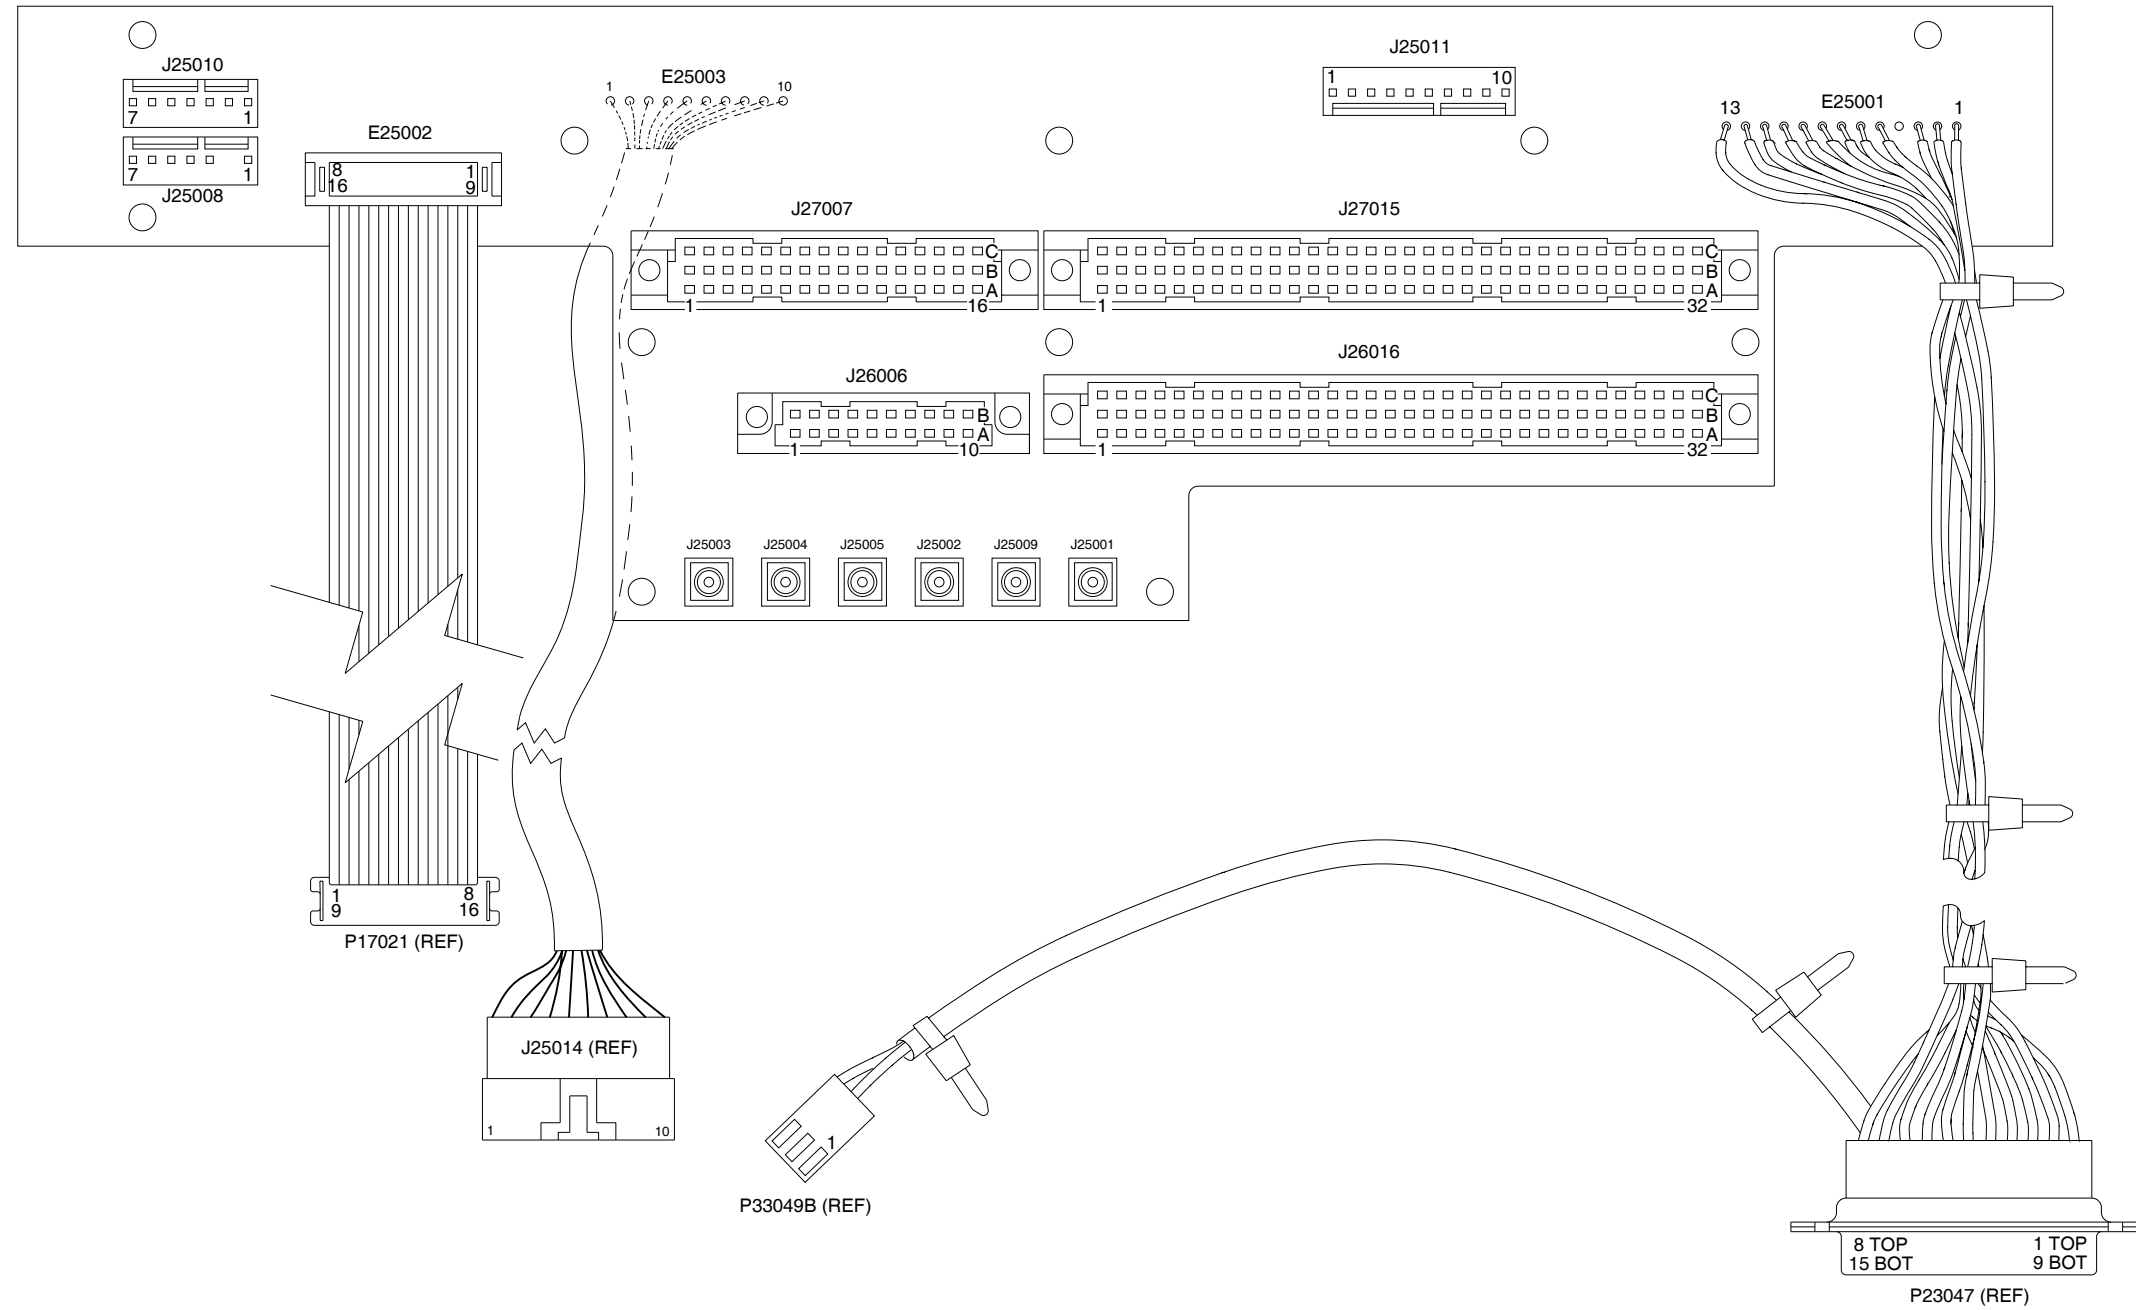 J25010
7 1
7 1
J25008
E25002
8 1
16 9
1 E25003 10
J25011
1 10
13 E25001 1
J27007
C
B
A
1 16
J27015
C
B
A
1 32
J26006
B
A
1 10
J26016
C
B
A
1 32
J25003 J25004 J25005 J25002 J25009 J25001
1 8
9 16
P17021 (REF)
J25014 (REF)
1 10
1
P33049B (REF)
8 TOP 1 TOP
15 BOT 9 BOT
P23047 (REF)